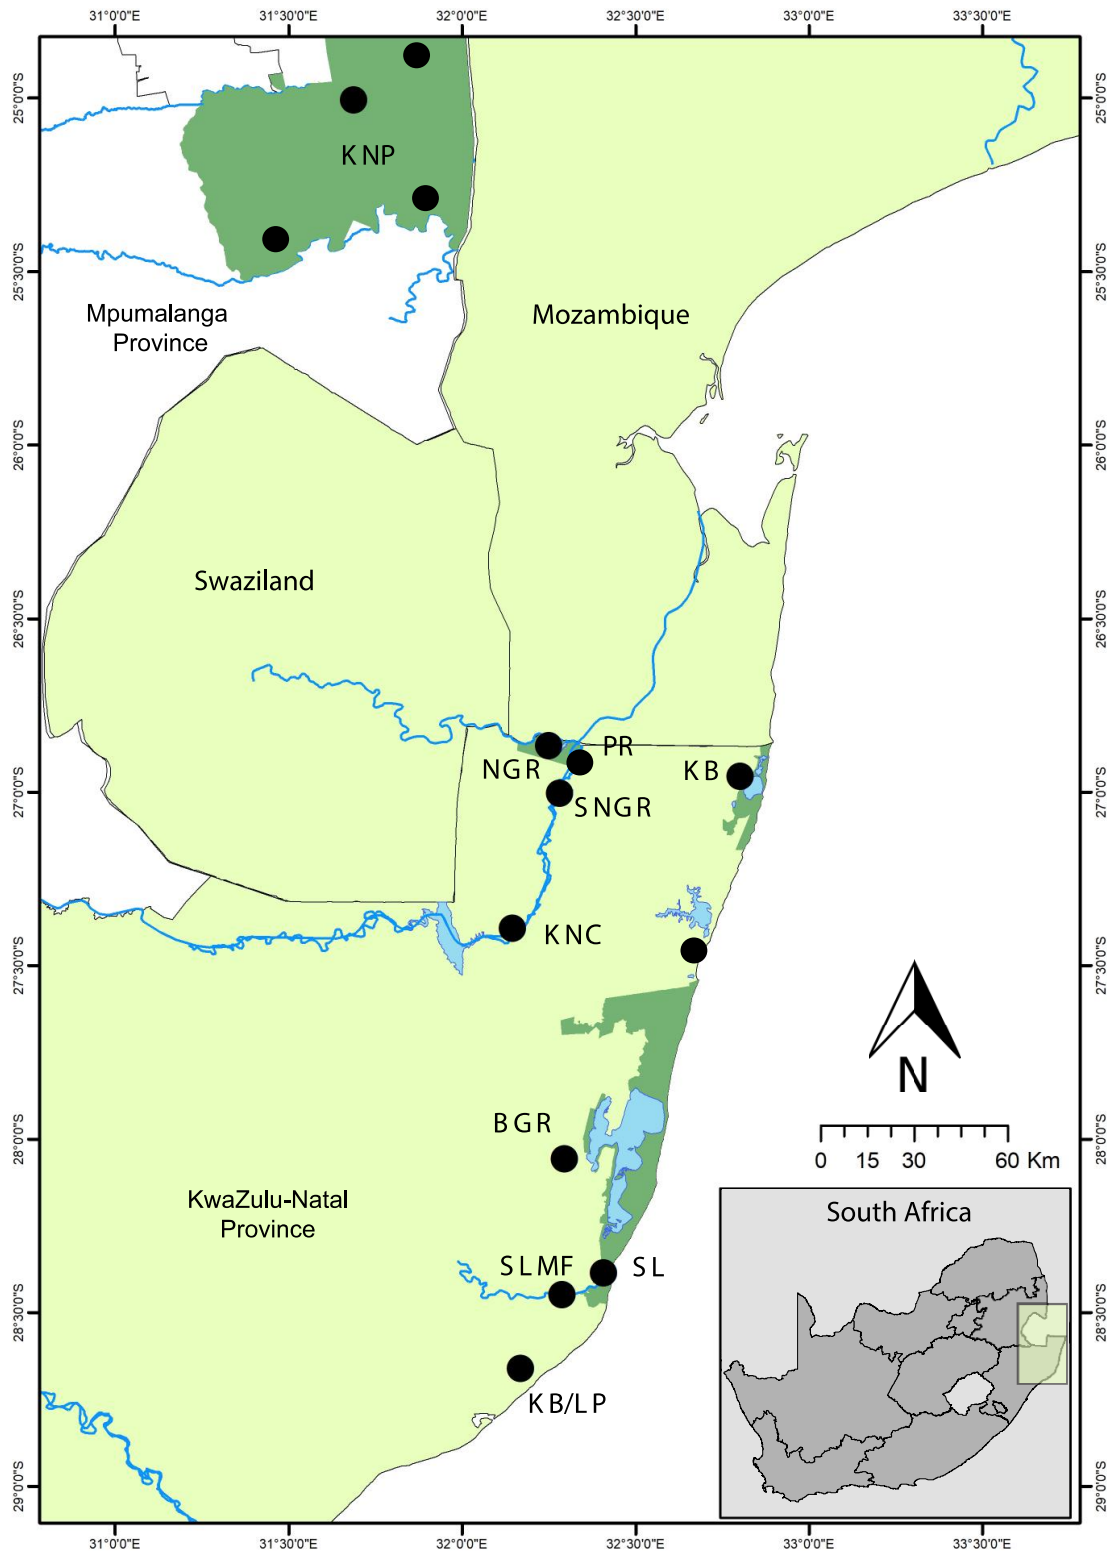 31°0'0"E 31°30'0"E 32°0'0"E 32°30'0"E 33°0'0"E 33°30'0"E
25°0'0"S 25°0'0"S
KNP
25°30'0"S 25°30'0"S
Mpumalanga
Province
Mozambique
26°0'0"S 26°0'0"S
Swaziland
26°30'0"S 26°30'0"S
PR
NGR
KB
27°0'0"S 27°0'0"S
SNGR
KNC
27°30'0"S 27°30'0"S
N
BGR
28°0'0"S 28°0'0"S
0 15 30 60 Km
KwaZulu-Natal
Province
South Africa
SLMF
SL
28°30'0"S 28°30'0"S
KB/LP
29°0'0"S 29°0'0"S
31°0'0"E 31°30'0"E 32°0'0"E 32°30'0"E 33°0'0"E 33°30'0"E